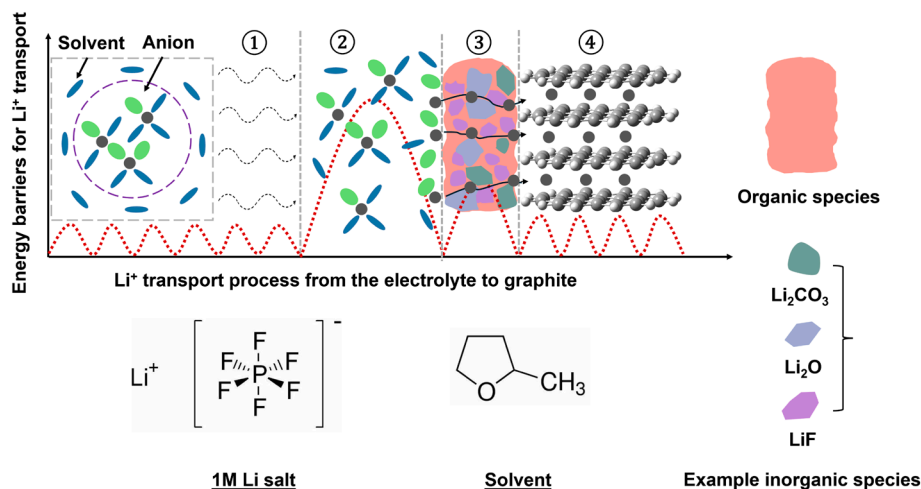 Energy barriers for Li⁺ transport
Solvent
Anion
①
②
③
④
Li⁺ transport process from the electrolyte to graphite
Organic species
Li₂CO₃
Li₂O
LiF
Example inorganic species
Li⁺
F
F
F
P
F
F
F
-
1M Li salt
O
CH₃
Solvent